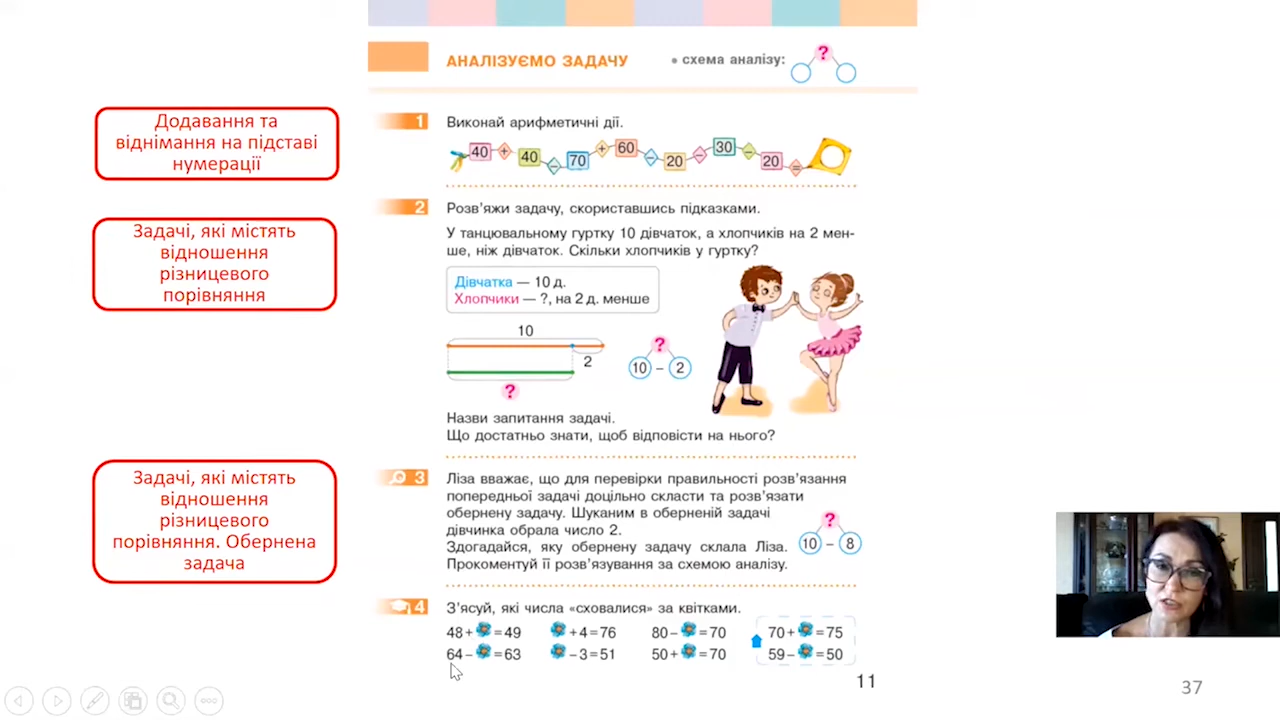 АНАЛІЗУЄМО ЗАДАЧУ
• схема аналізу:
?
Додавання та
віднімання на підставі
нумерації
1
Виконай арифметичні дії.
40 + 40 − 70 + 60 − 20 − 30 − 20 =
Задачі, які містять
відношення
різницевого
порівняння
2
Розв'яжи задачу, скориставшись підказками.
У танцювальному гуртку 10 дівчаток, а хлопчиків на 2 мен-
ше, ніж дівчаток. Скільки хлопчиків у гуртку?
Дівчатка — 10 д.
Хлопчики — ?, на 2 д. менше
10
2
?
?
10 − 2
Назви запитання задачі.
Що достатньо знати, щоб відповісти на нього?
Задачі, які містять
відношення
різницевого
порівняння. Обернена
задача
3
Ліза вважає, що для перевірки правильності розв'язання
попередньої задачі доцільно скласти та розв'язати
обернену задачу. Шуканим в оберненій задачі
дівчинка обрала число 2.
Здогадайся, яку обернену задачу склала Ліза.
Прокоментуй її розв'язування за схемою аналізу.
?
10 − 8
4
З'ясуй, які числа «сховалися» за квітками.
48 + = 49 + 4 = 76 80 − = 70 70 + = 75
64 − = 63 − 3 = 51 50 + = 70 59 − = 50
11
37